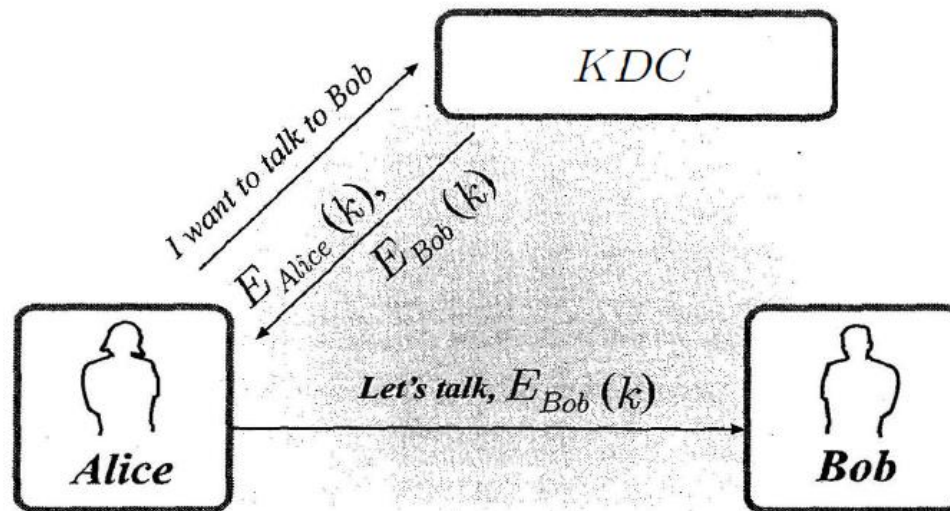 KDC
I want to talk to Bob
E_Alice (k),
E_Bob (k)
Let's talk, E_Bob (k)
Alice
Bob